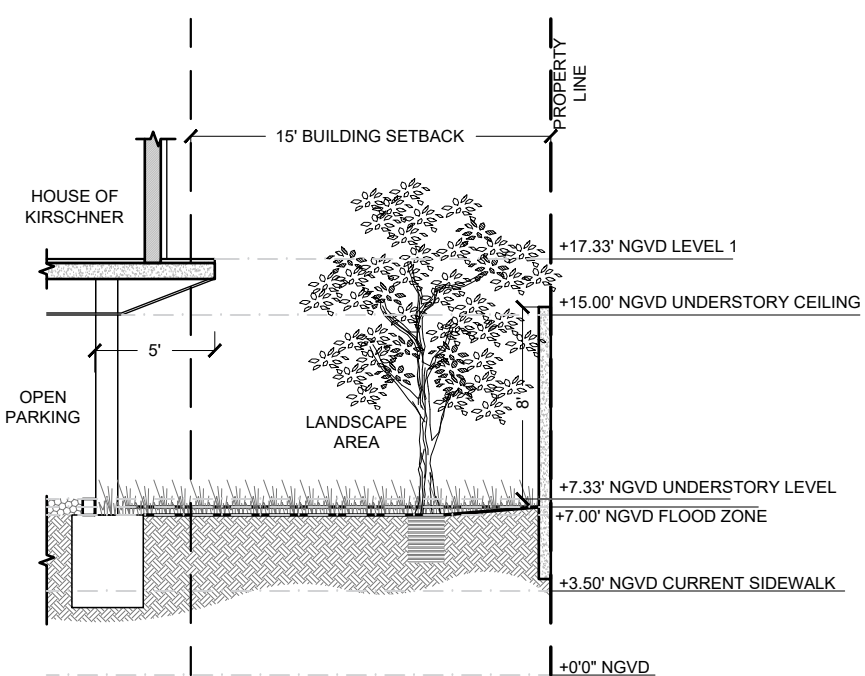 PROPERTY
LINE
15' BUILDING SETBACK
HOUSE OF
KIRSCHNER
+17.33' NGVD LEVEL 1
+15.00' NGVD UNDERSTORY CEILING
5'
8'
OPEN
PARKING
LANDSCAPE
AREA
+7.33' NGVD UNDERSTORY LEVEL
+7.00' NGVD FLOOD ZONE
+3.50' NGVD CURRENT SIDEWALK
+0'0" NGVD